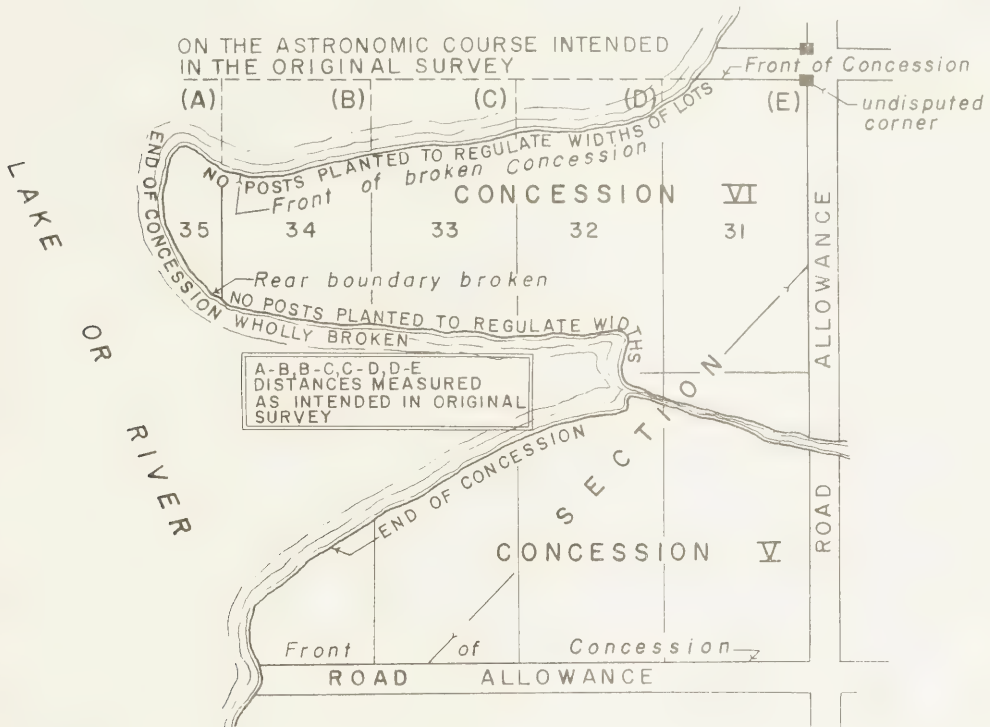 ON THE ASTRONOMIC COURSE INTENDED
IN THE ORIGINAL SURVEY
Front of Concession
(A) (B) (C) (D) (E)
undisputed
corner
NO POSTS PLANTED TO REGULATE WIDTHS OF LOTS
Front of broken Concession
END OF CONCESSION WHOLLY BROKEN
LAKE OR RIVER
CONCESSION VI
35 34 33 32 31
ROAD ALLOWANCE
Rear boundary broken
NO POSTS PLANTED TO REGULATE WIDTHS
A-B, B-C, C-D, D-E
DISTANCES MEASURED
AS INTENDED IN ORIGINAL
SURVEY
SECTION
END OF CONCESSION
CONCESSION V
Front of Concession
ROAD ALLOWANCE